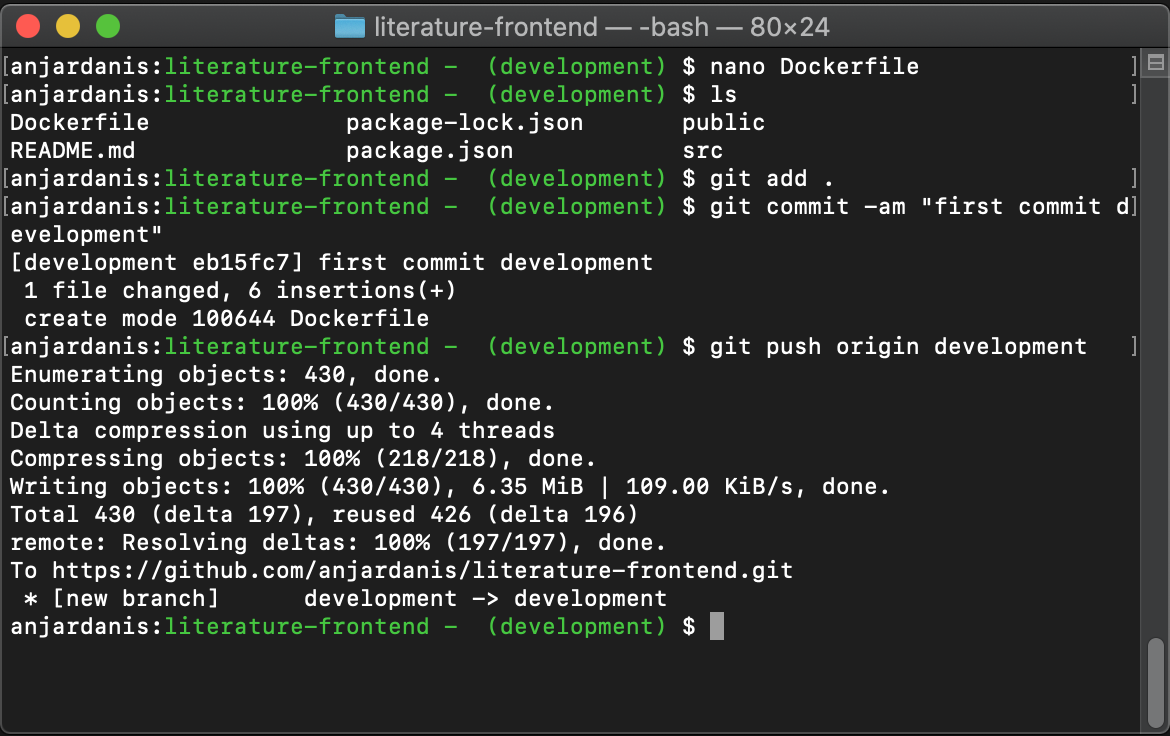 literature-frontend — -bash — 80×24
[anjardanis:literature-frontend -  (development) $ nano Dockerfile ]
[anjardanis:literature-frontend -  (development) $ ls ]
Dockerfile              package-lock.json       public
README.md               package.json            src
[anjardanis:literature-frontend -  (development) $ git add . ]
[anjardanis:literature-frontend -  (development) $ git commit -am "first commit d]
evelopment"
[development eb15fc7] first commit development
 1 file changed, 6 insertions(+)
 create mode 100644 Dockerfile
[anjardanis:literature-frontend -  (development) $ git push origin development ]
Enumerating objects: 430, done.
Counting objects: 100% (430/430), done.
Delta compression using up to 4 threads
Compressing objects: 100% (218/218), done.
Writing objects: 100% (430/430), 6.35 MiB | 109.00 KiB/s, done.
Total 430 (delta 197), reused 426 (delta 196)
remote: Resolving deltas: 100% (197/197), done.
To https://github.com/anjardanis/literature-frontend.git
 * [new branch]      development -> development
anjardanis:literature-frontend -  (development) $